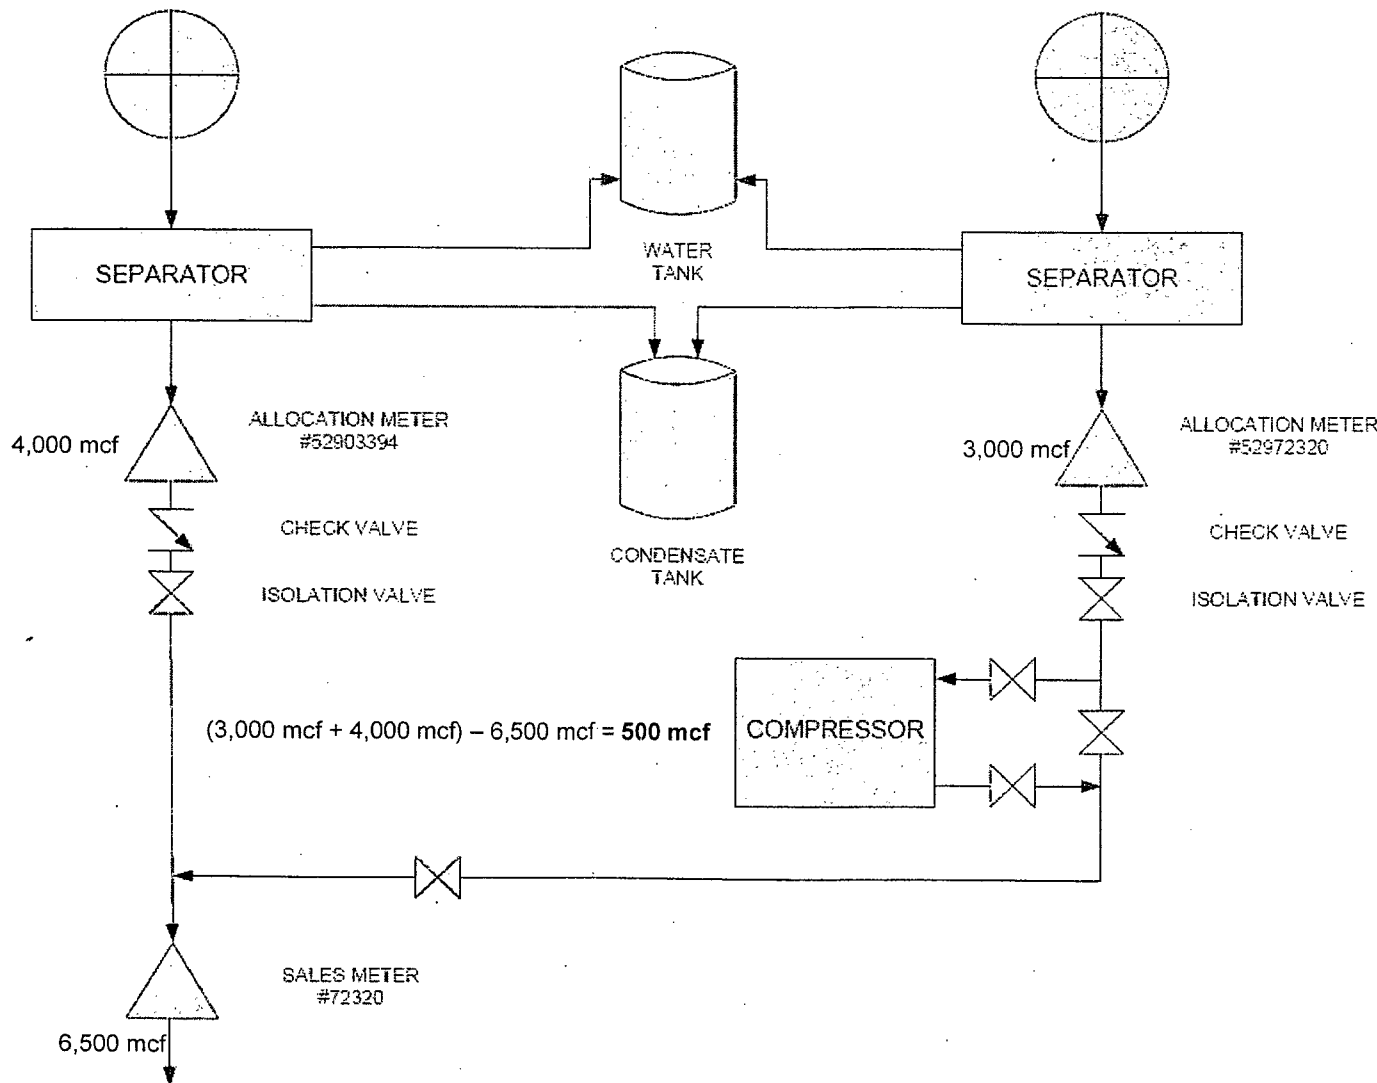 WATER
TANK
SEPARATOR
SEPARATOR
ALLOCATION METER
#52903394
4,000 mcf
ALLOCATION METER
#52972320
3,000 mcf
CHECK VALVE
CHECK VALVE
CONDENSATE
TANK
ISOLATION VALVE
ISOLATION VALVE
(3,000 mcf + 4,000 mcf) – 6,500 mcf = 500 mcf
COMPRESSOR
SALES METER
#72320
6,500 mcf